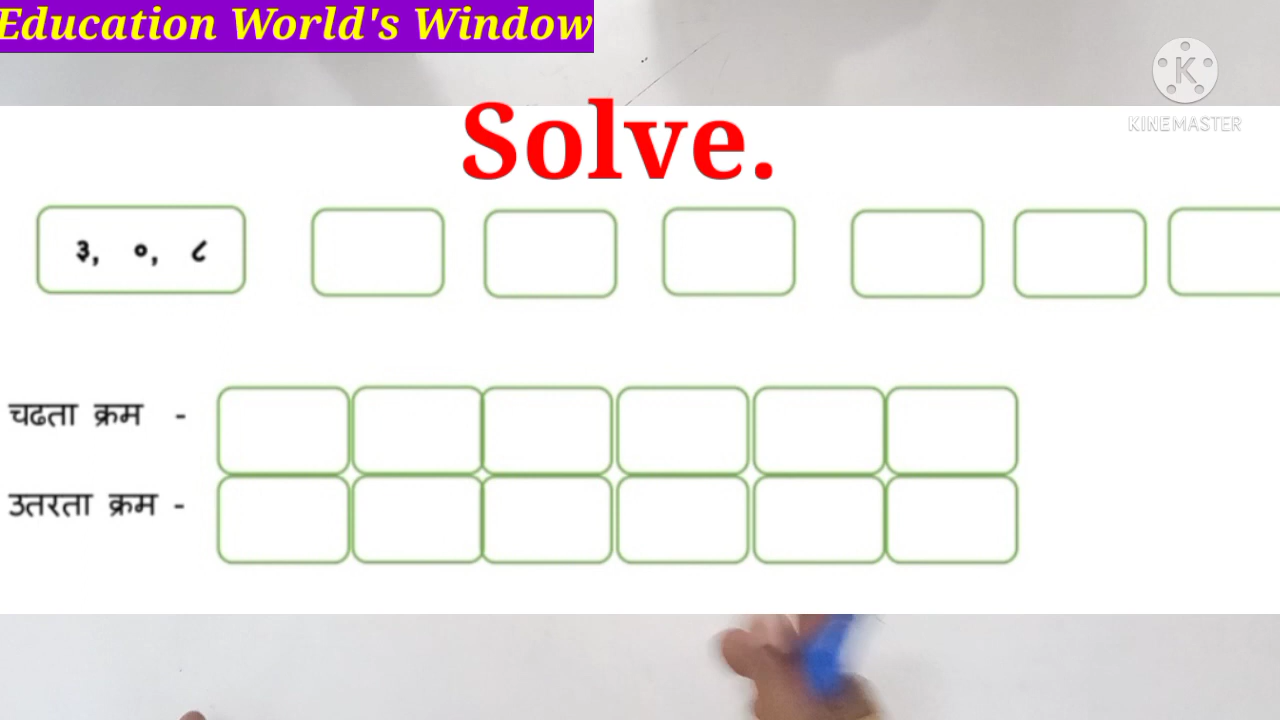 Education World's Window
KINEMASTER
Solve.
३, ०, ८
चढता क्रम -
उतरता क्रम -